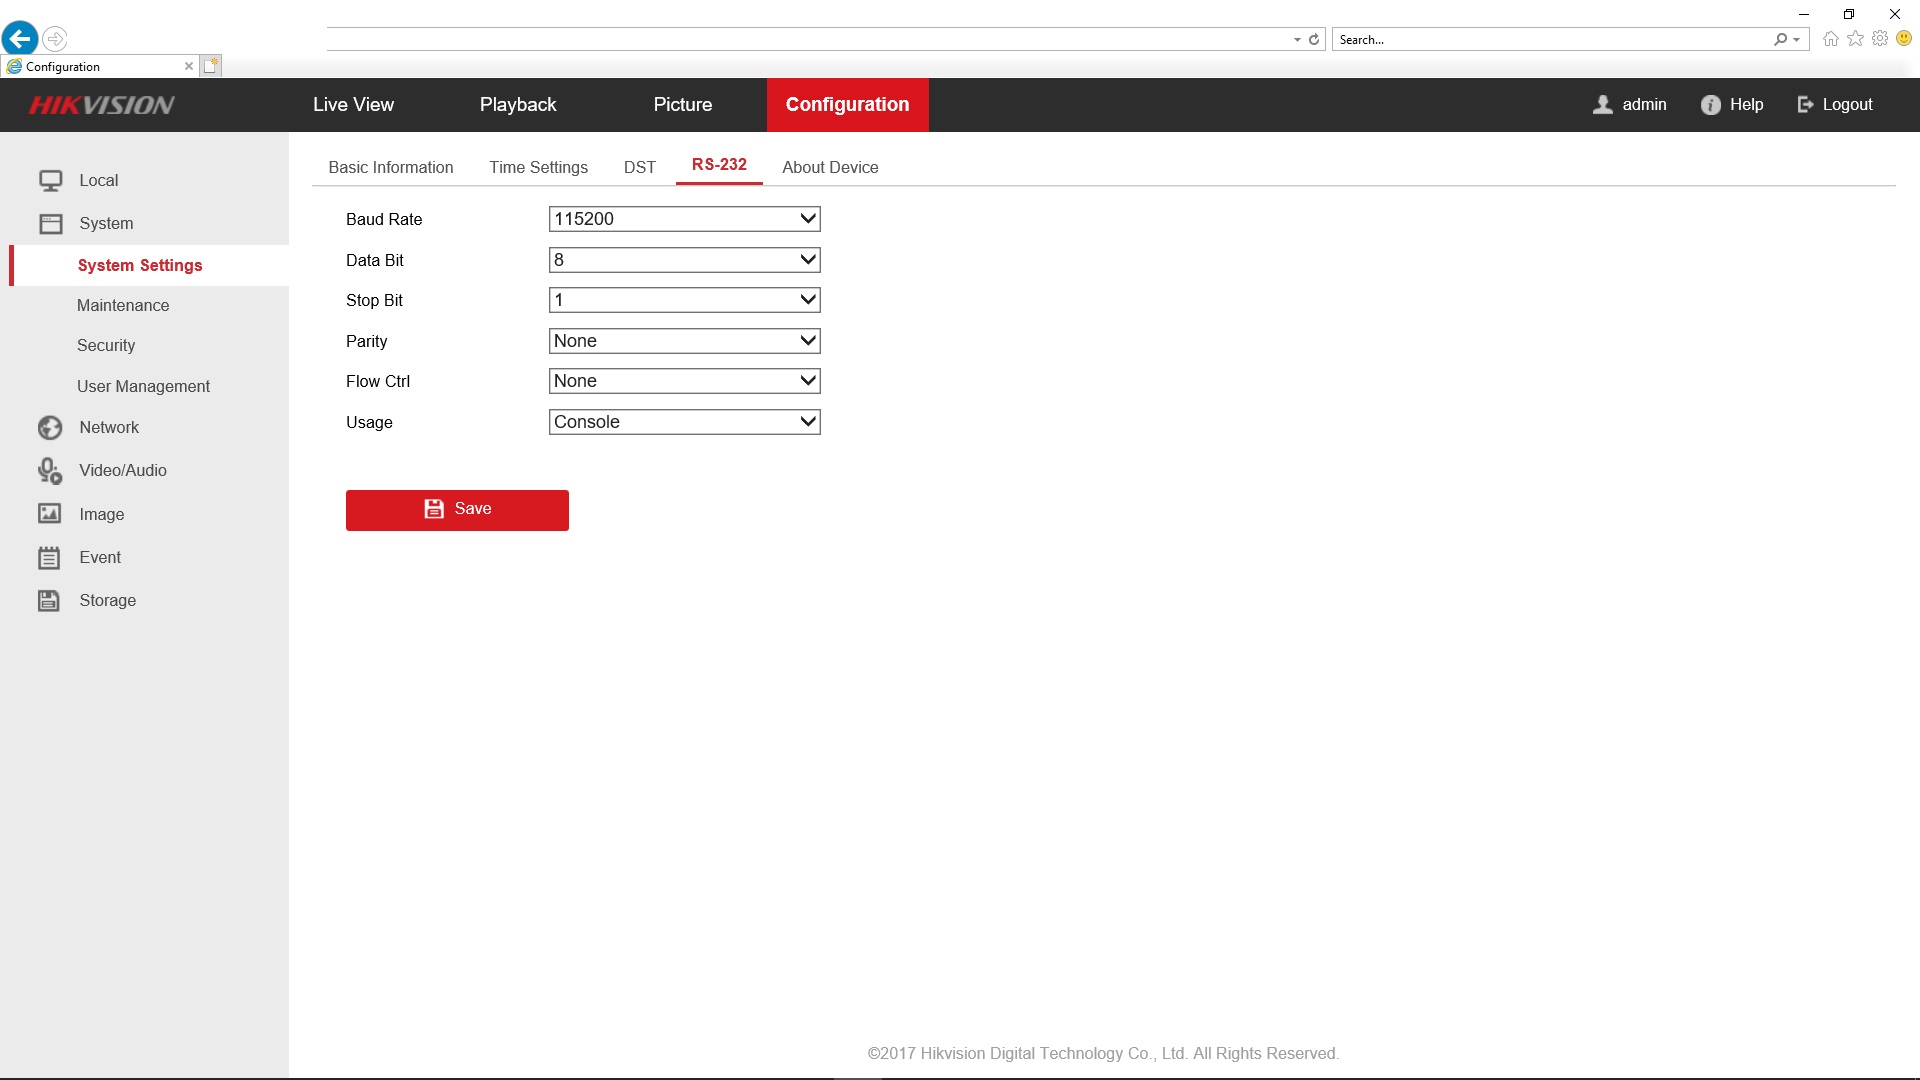 Search...
Configuration
HIKVISION Live View Playback Picture Configuration admin Help Logout
Basic Information Time Settings DST RS-232 About Device
Local
System
System Settings
Maintenance
Security
User Management
Network
Video/Audio
Image
Event
Storage
Baud Rate 115200
Data Bit 8
Stop Bit 1
Parity None
Flow Ctrl None
Usage Console
Save
©2017 Hikvision Digital Technology Co., Ltd. All Rights Reserved.